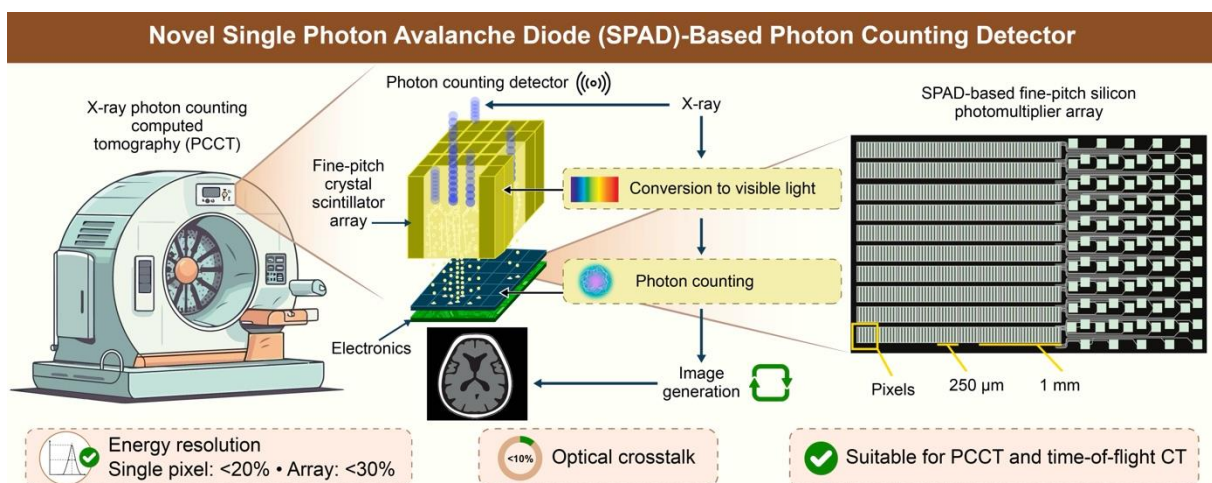 Novel Single Photon Avalanche Diode (SPAD)-Based Photon Counting Detector
X-ray photon counting
computed
tomography (PCCT)
Photon counting detector
X-ray
Fine-pitch
crystal
scintillator
array
Conversion to visible light
Photon counting
Electronics
Image
generation
SPAD-based fine-pitch silicon
photomultiplier array
Pixels
250 μm
1 mm
Energy resolution
Single pixel: <20% • Array: <30%
<10%
Optical crosstalk
Suitable for PCCT and time-of-flight CT